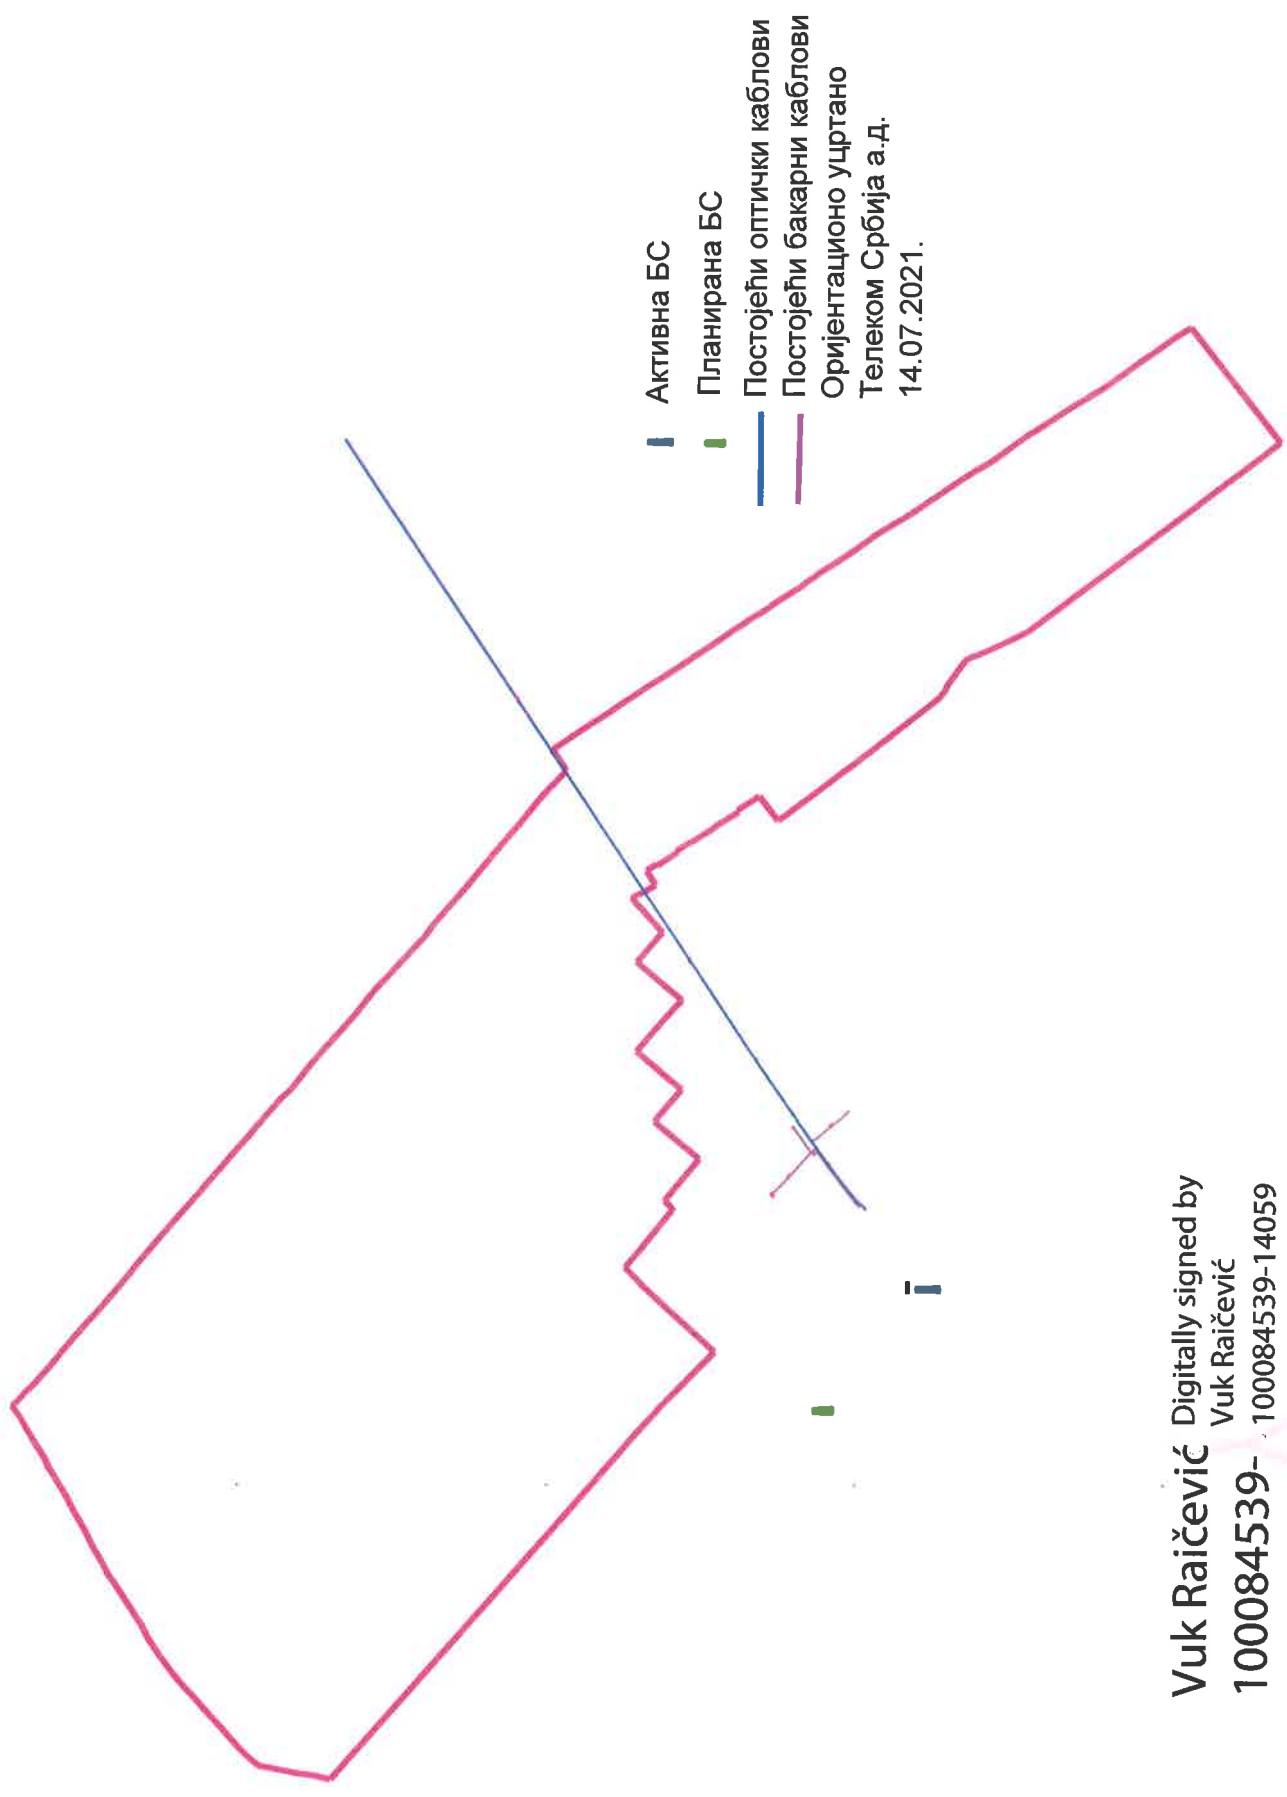 Активна БС
Планирана БС
Постојећи оптички каблови
Постојећи бакарни каблови
Оријентационо уцртано
Телеком Србија а.д.
14.07.2021.
Vuk Raičević
100084539-
Digitally signed by
Vuk Raičević
100084539-14059